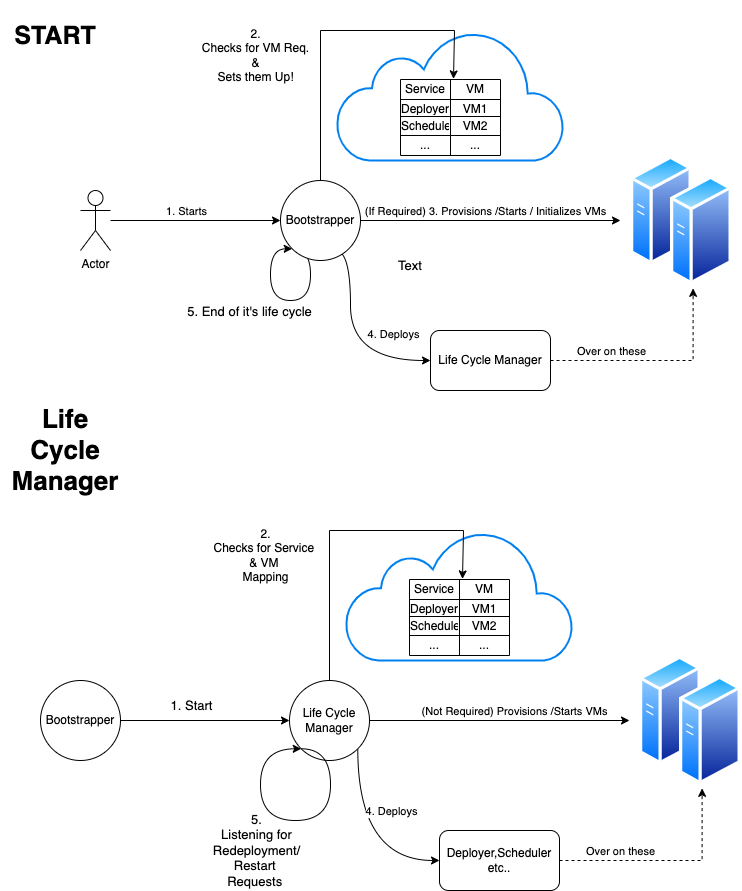 START
2.
Checks for VM Req.
&
Sets them Up!
Service VM
Deployer VM1
Schedule VM2
... ...
1. Starts
Bootstrapper
(If Required) 3. Provisions /Starts / Initializes VMs
Actor
Text
5. End of it's life cycle
4. Deploys
Life Cycle Manager
Over on these
Life
Cycle
Manager
2.
Checks for Service
& VM
Mapping
Service VM
Deployer VM1
Schedule VM2
... ...
Bootstrapper
1. Start
Life Cycle
Manager
(Not Required) Provisions /Starts VMs
4. Deploys
5.
Listening for
Redeployment/
Restart
Requests
Deployer,Scheduler
etc..
Over on these